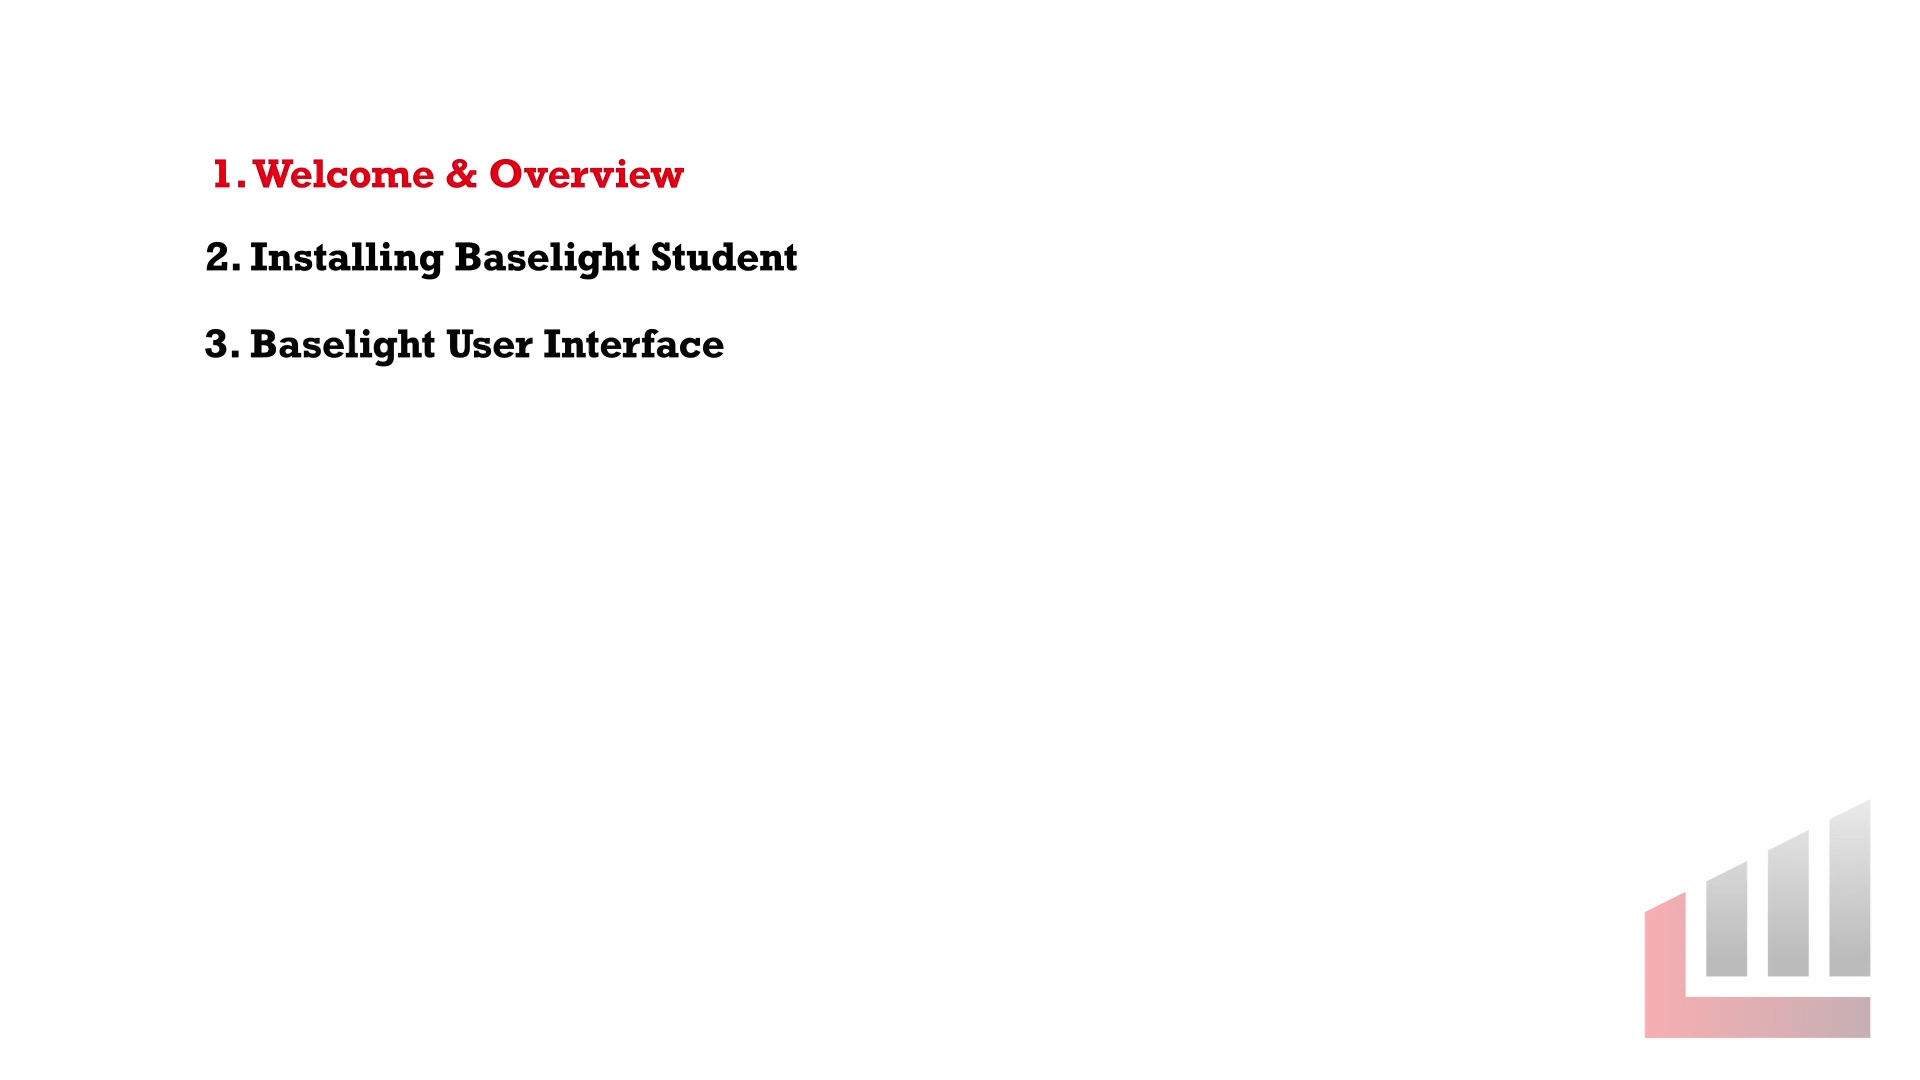 1. Welcome & Overview
2. Installing Baselight Student
3. Baselight User Interface